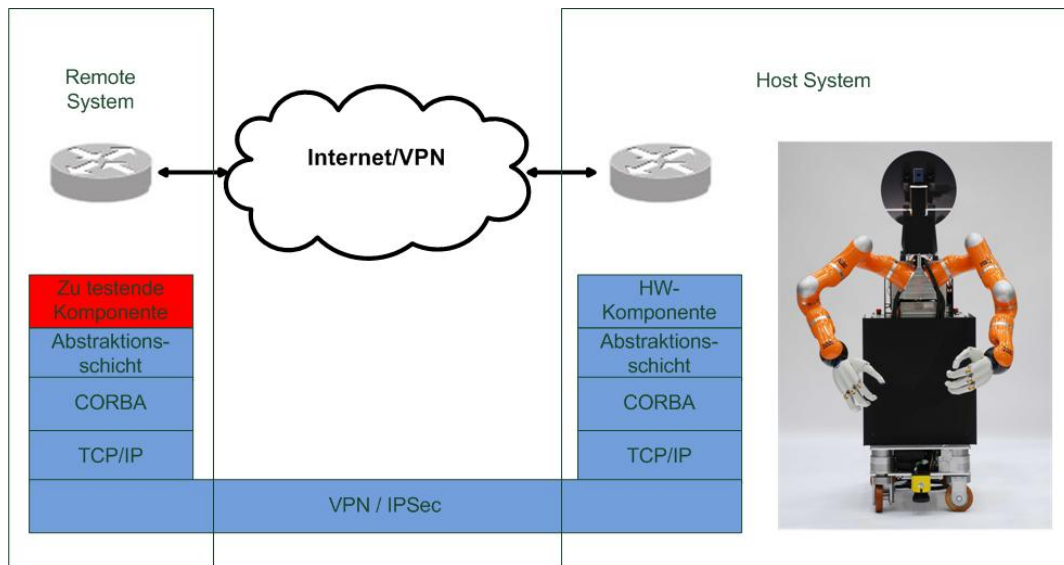 Remote
System
Internet/VPN
Host System
Zu testende
Komponente
Abstraktions-
schicht
CORBA
TCP/IP
HW-
Komponente
Abstraktions-
schicht
CORBA
TCP/IP
VPN / IPSec